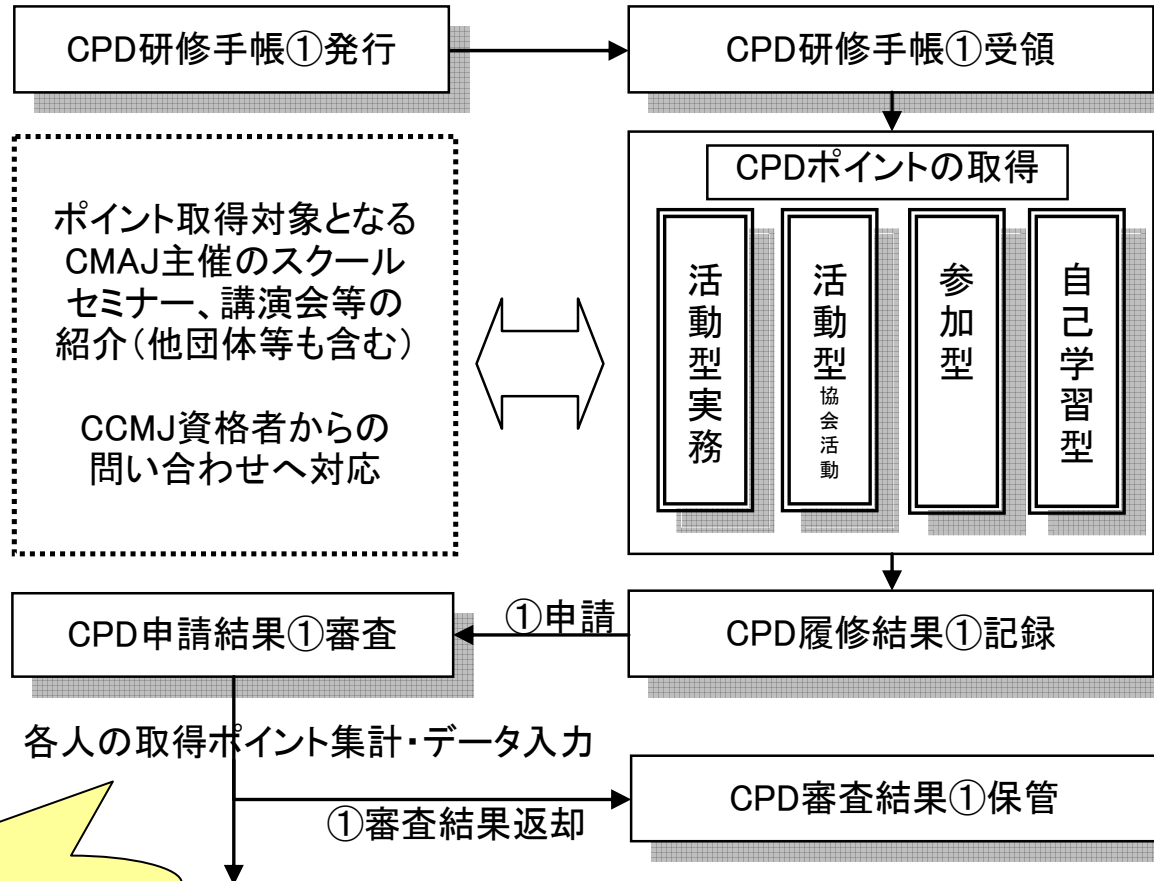 CPD研修手帳①発行
CPD研修手帳①受領
ポイント取得対象となる
CMAJ主催のスクール
セミナー、講演会等の
紹介（他団体等も含む）
CCMJ資格者からの
問い合わせへ対応
CPDポイントの取得
活動型実務
活動型協会活動
参加型
自己学習型
CPD申請結果①審査
①申請
CPD履修結果①記録
各人の取得ポイント集計・データ入力
①審査結果返却
CPD審査結果①保管